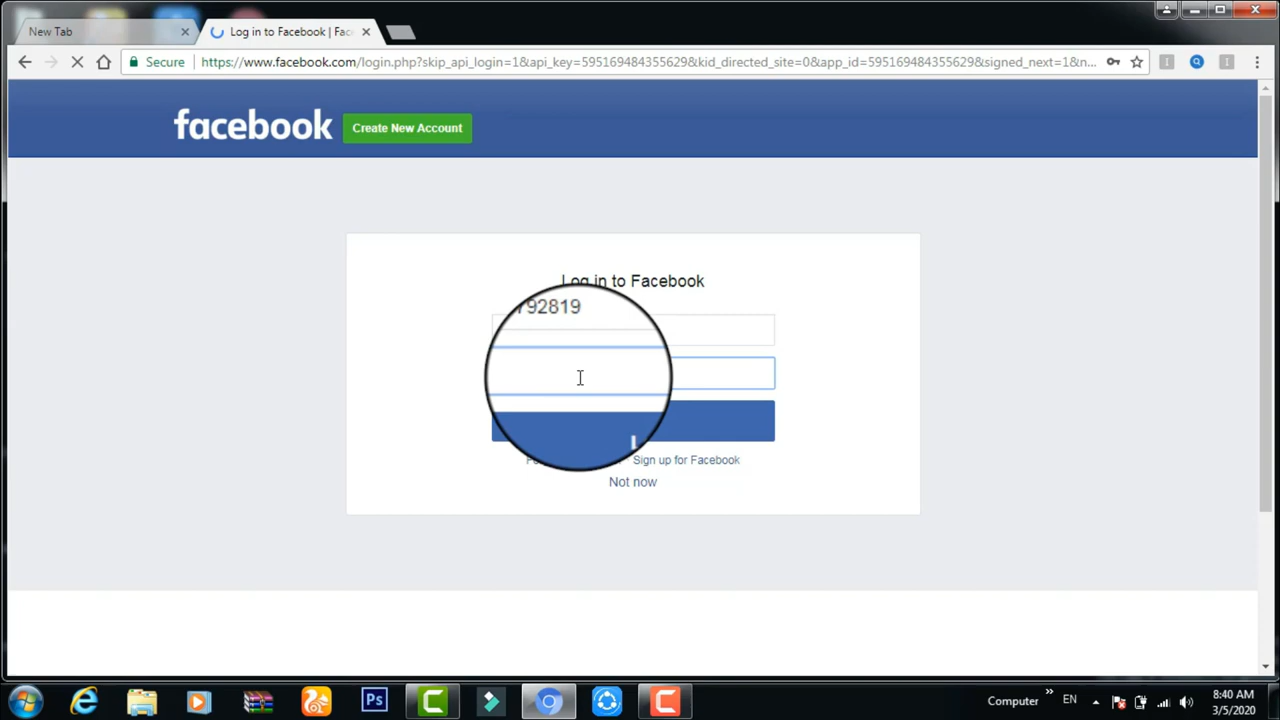 New Tab
Log in to Facebook | Fac
Secure
https://www.facebook.com/login.php?skip_api_login=1&api_key=595169484355629&kid_directed_site=0&app_id=595169484355629&signed_next=1&n...
facebook
Create New Account
Log in to Facebook
792819
Sign up for Facebook
Not now
Ps
Computer
EN
8:40 AM
3/5/2020